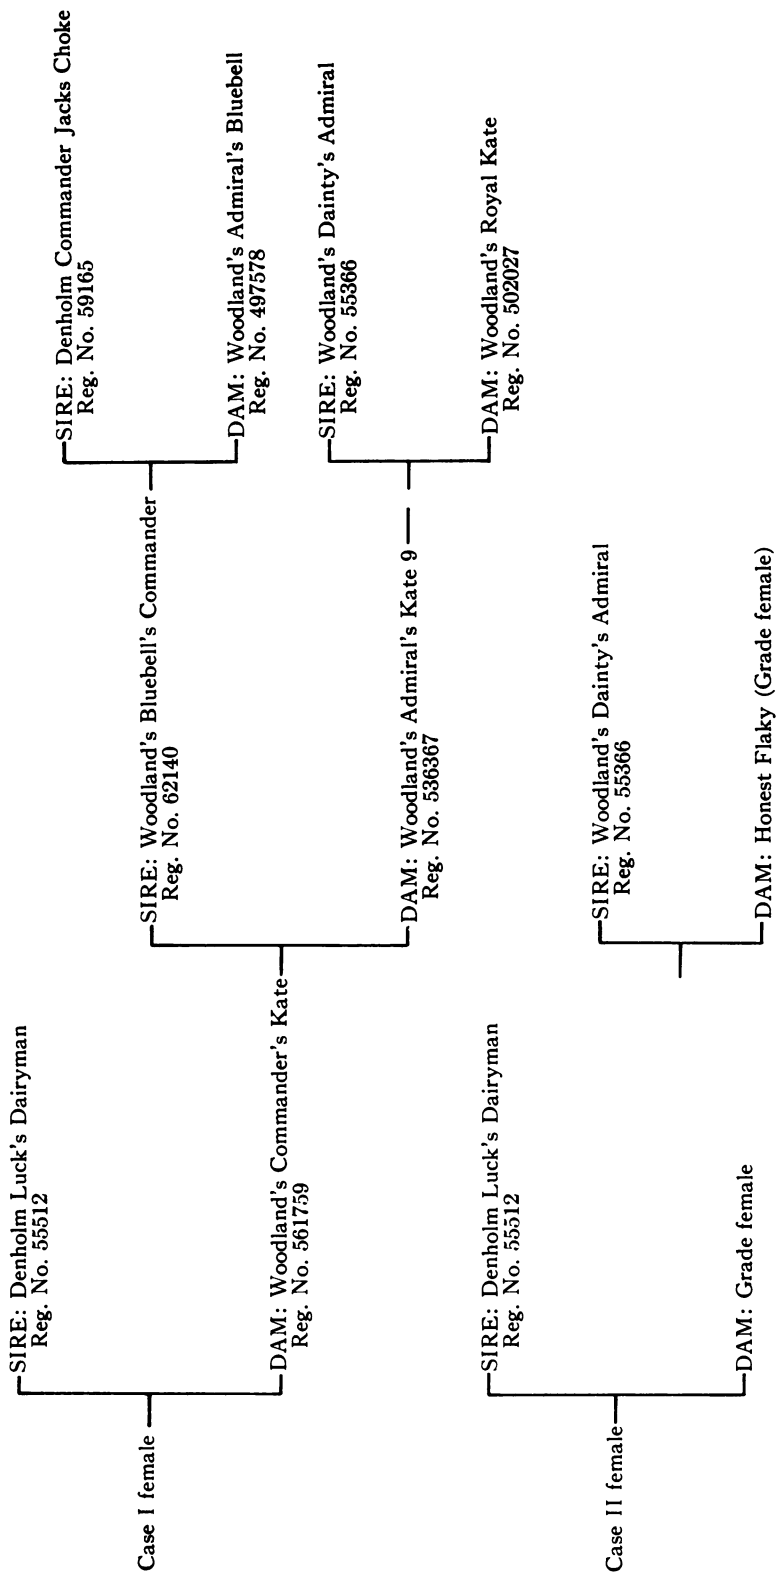 Case I female
SIRE: Denholm Luck's Dairyman
Reg. No. 55512
DAM: Woodland's Commander's Kate
Reg. No. 561759
SIRE: Woodland's Bluebell's Commander
Reg. No. 62140
DAM: Woodland's Admiral's Kate 9
Reg. No. 536367
SIRE: Denholm Commander Jacks Choke
Reg. No. 59165
DAM: Woodland's Admiral's Bluebell
Reg. No. 497578
SIRE: Woodland's Dainty's Admiral
Reg. No. 55366
DAM: Woodland's Royal Kate
Reg. No. 502027
Case II female
SIRE: Denholm Luck's Dairyman
Reg. No. 55512
DAM: Grade female
SIRE: Woodland's Dainty's Admiral
Reg. No. 55366
DAM: Honest Flaky (Grade female)